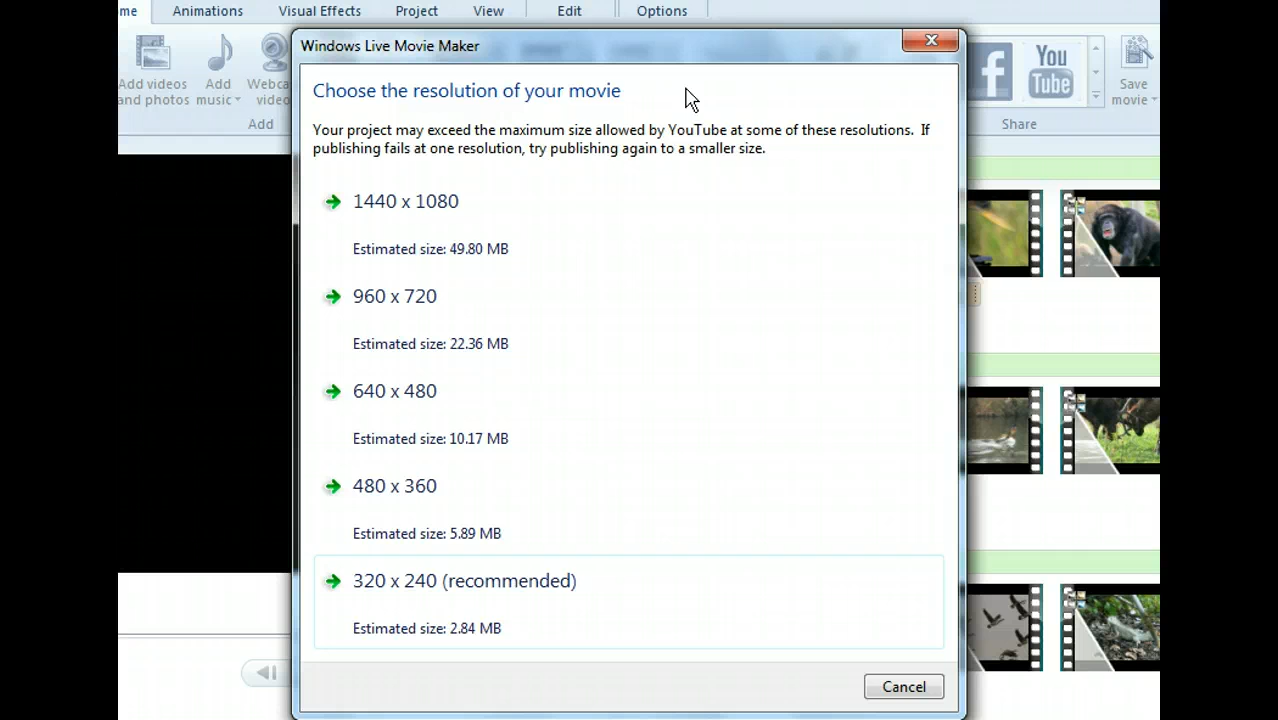 me Animations Visual Effects Project View Edit Options
Windows Live Movie Maker
Add videos and photos
Add music
Webca video
Add
You Tube
Save movie
Share
Choose the resolution of your movie
Your project may exceed the maximum size allowed by YouTube at some of these resolutions. If
publishing fails at one resolution, try publishing again to a smaller size.
1440 x 1080
Estimated size: 49.80 MB
960 x 720
Estimated size: 22.36 MB
640 x 480
Estimated size: 10.17 MB
480 x 360
Estimated size: 5.89 MB
320 x 240 (recommended)
Estimated size: 2.84 MB
Cancel